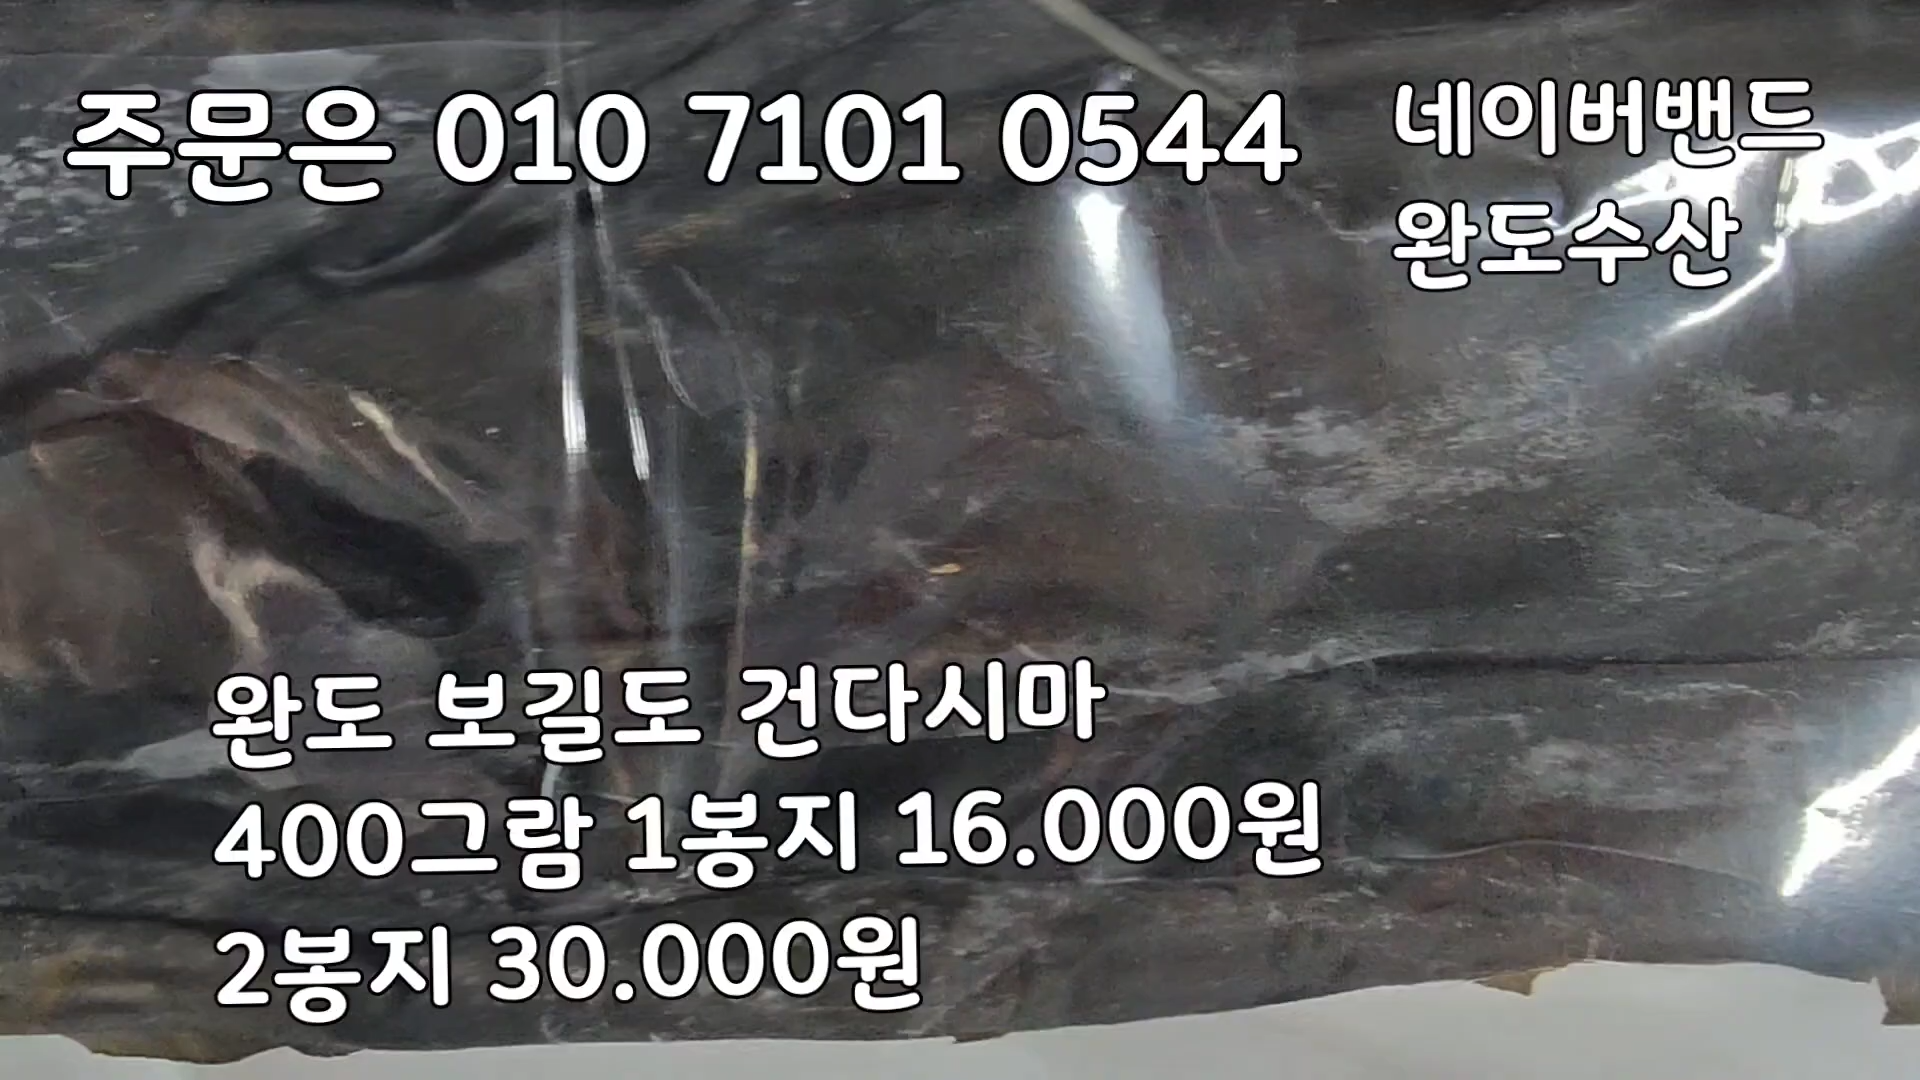 주문은 010 7101 0544
네이버밴드
완도수산
완도 보길도 건다시마
400그람 1봉지 16.000원
2봉지 30.000원